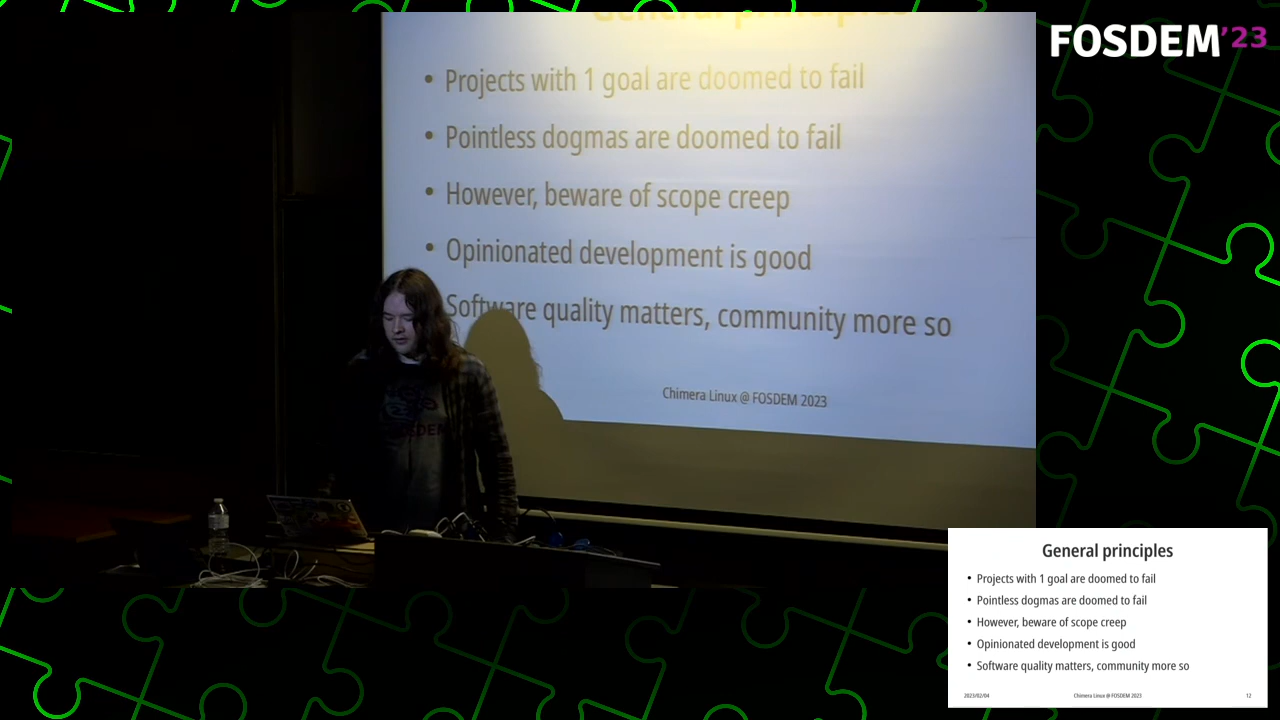 FOSDEM'23
General principles
• Projects with 1 goal are doomed to fail
• Pointless dogmas are doomed to fail
• However, beware of scope creep
• Opinionated development is good
Software quality matters, community more so
Chimera Linux @ FOSDEM 2023
General principles
• Projects with 1 goal are doomed to fail
• Pointless dogmas are doomed to fail
• However, beware of scope creep
• Opinionated development is good
• Software quality matters, community more so
2023/02/04 Chimera Linux @ FOSDEM 2023 12